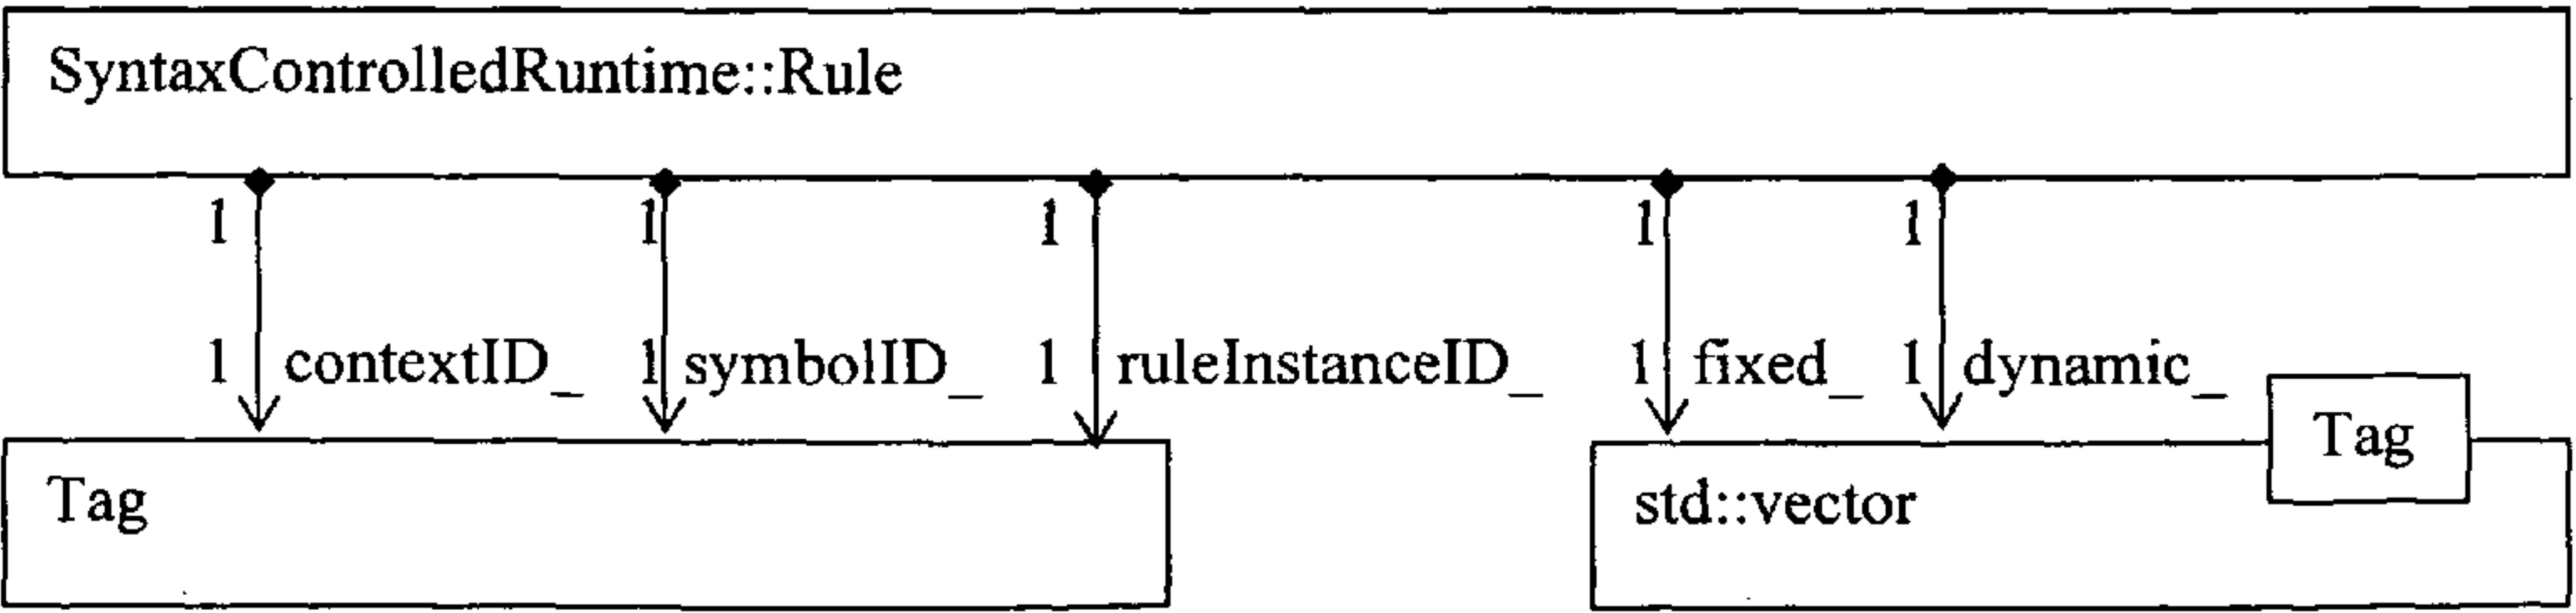 SyntaxControlledRuntime::Rule
1 1 1 1 1
1 contextID_ 1 symbolID_ 1 ruleInstanceID_ 1 fixed_ 1 dynamic_
Tag
Tag
std::vector